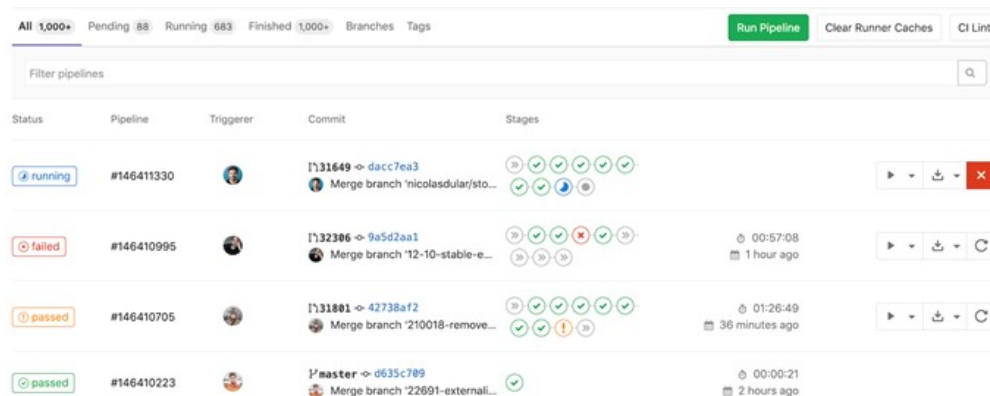 All 1,000+ Pending 88 Running 683 Finished 1,000+ Branches Tags Run Pipeline Clear Runner Caches CI Lint
Filter pipelines
Status Pipeline Triggerer Commit Stages
running #146411330 31649 dacc7ea3
Merge branch 'nicolasdular/sto...
failed #146410995 32306 9a5d2aa1 00:57:08
Merge branch '12-10-stable-e... 1 hour ago
passed #146410705 31801 42738af2 01:26:49
Merge branch '210018-remove... 36 minutes ago
passed #146410223 master d635c709 00:00:21
Merge branch '22691-externali... 2 hours ago